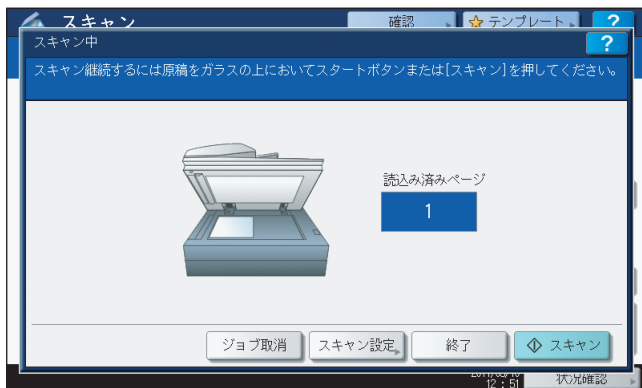 スキャン
確認
テンプレート
?
スキャン中
?
スキャン継続するには原稿をガラスの上においてスタートボタンまたは[スキャン]を押してください。
読込み済みページ
1
ジョブ取消
スキャン設定
終了
スキャン
12:51
状況確認